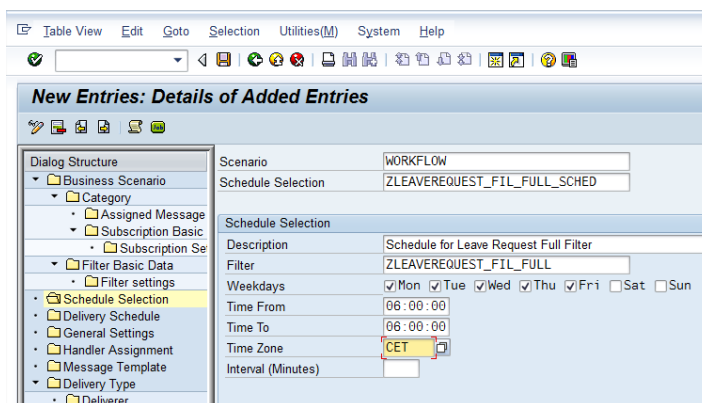 Table View Edit Goto Selection Utilities(M) System Help
New Entries: Details of Added Entries
Dialog Structure
Business Scenario
Category
Assigned Message
Subscription Basic
Subscription Set
Filter Basic Data
Filter settings
Schedule Selection
Delivery Schedule
General Settings
Handler Assignment
Message Template
Delivery Type
Deliverer
Scenario WORKFLOW
Schedule Selection ZLEAVEREQUEST_FIL_FULL_SCHED
Schedule Selection
Description Schedule for Leave Request Full Filter
Filter ZLEAVEREQUEST_FIL_FULL
Weekdays Mon Tue Wed Thu Fri Sat Sun
Time From 06:00:00
Time To 06:00:00
Time Zone CET
Interval (Minutes)